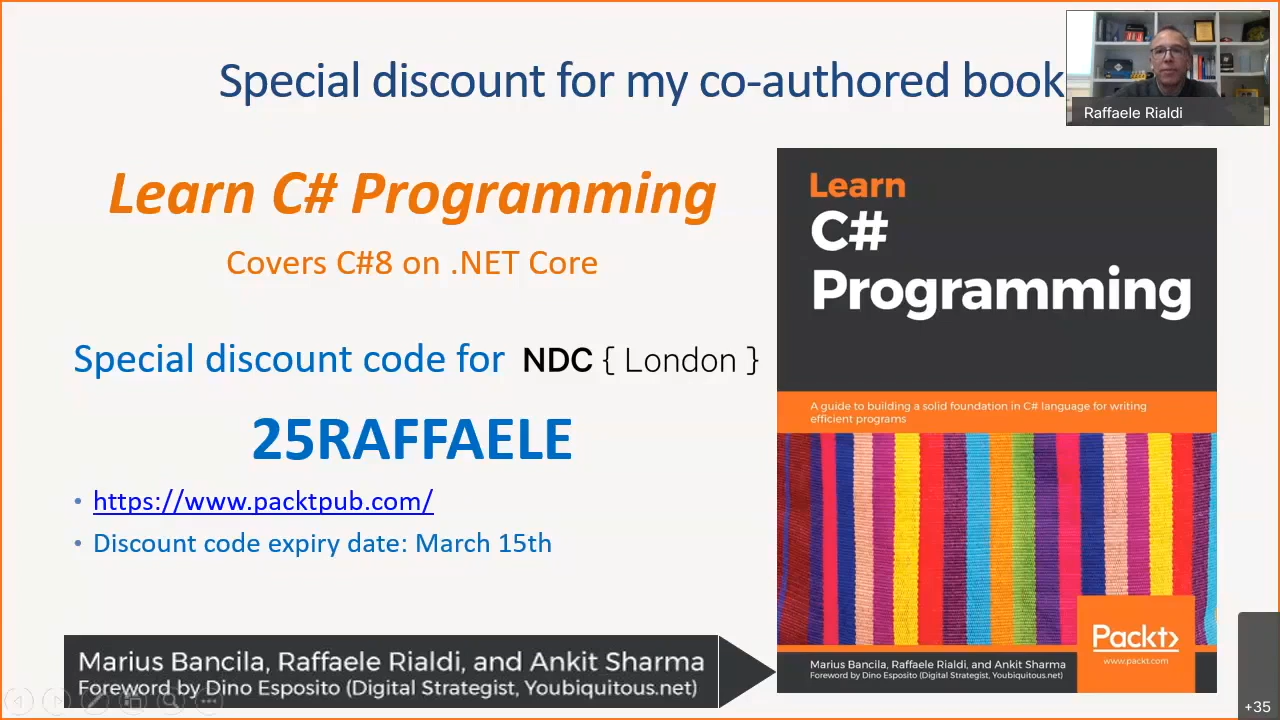 Special discount for my co-authored book
Raffaele Rialdi
Learn C# Programming
Covers C#8 on .NET Core
Special discount code for NDC { London }
25RAFFAELE
• https://www.packtpub.com/
• Discount code expiry date: March 15th
Marius Bancila, Raffaele Rialdi, and Ankit Sharma
Foreword by Dino Esposito (Digital Strategist, Youbiquitous.net)
Learn
C#
Programming
A guide to building a solid foundation in C# language for writing
efficient programs
Packt>
www.packt.com
Marius Bancila, Raffaele Rialdi, and Ankit Sharma
Foreword by Dino Esposito (Digital Strategist, Youbiquitous.net)
+35